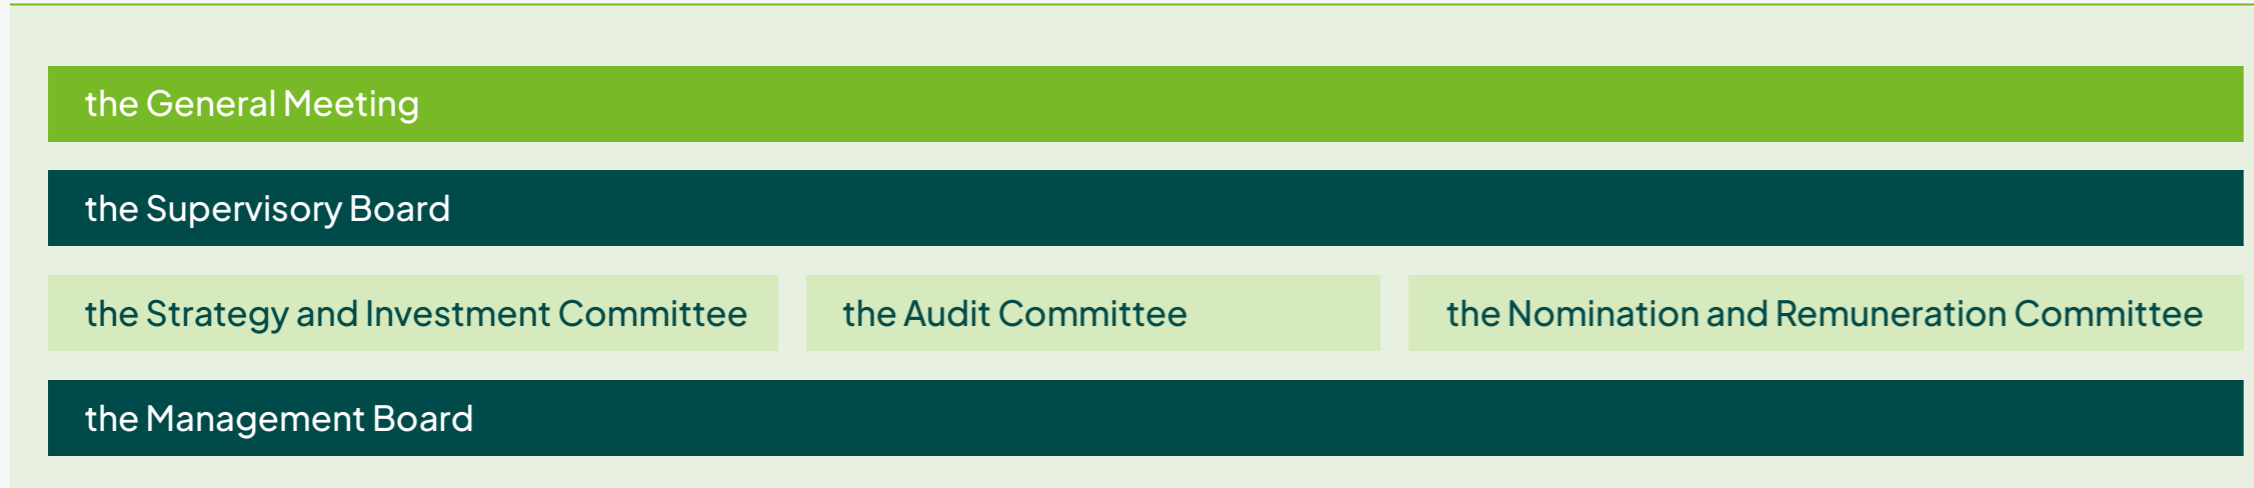 the General Meeting
the Supervisory Board
the Strategy and Investment Committee
the Audit Committee
the Nomination and Remuneration Committee
the Management Board